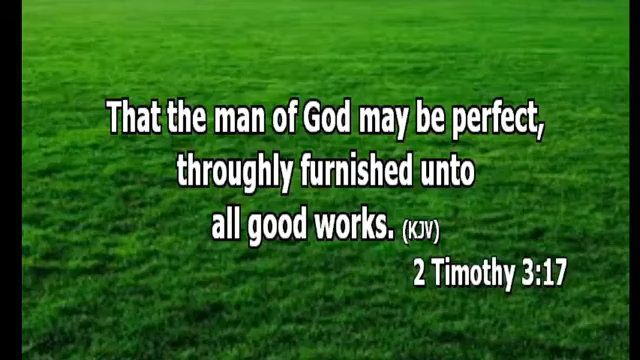 That the man of God may be perfect,
throughly furnished unto
all good works. (KJV)
2 Timothy 3:17